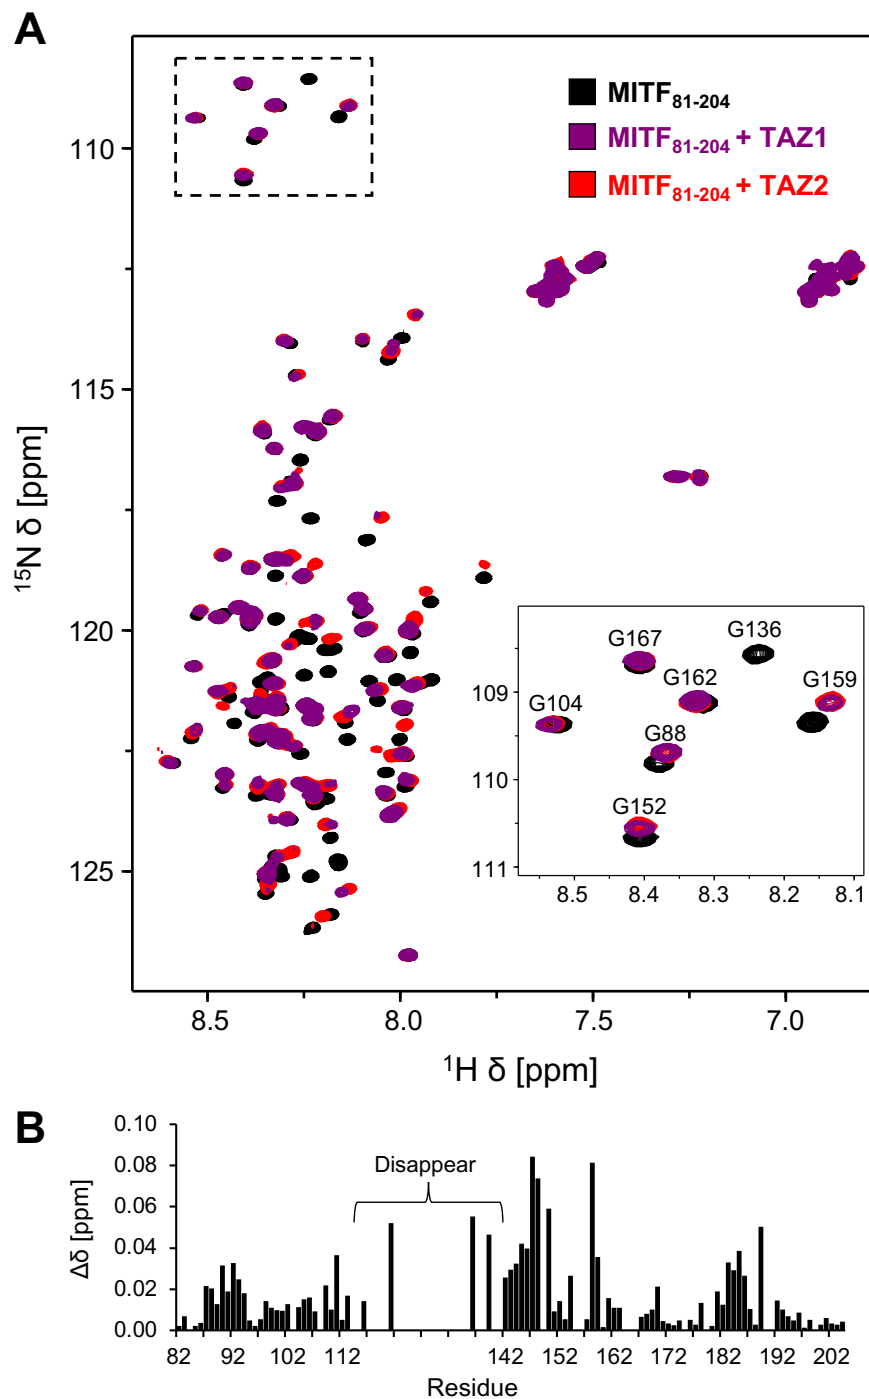 A
MITF81-204
MITF81-204 + TAZ1
MITF81-204 + TAZ2
110
115
120
125
15N δ [ppm]
8.5 8.0 7.5 7.0
1H δ [ppm]
G136
G167
G162
G159
G104
G88
G152
109
110
111
8.5 8.4 8.3 8.2 8.1
B
0.10
0.08
0.06
0.04
0.02
0.00
Δδ [ppm]
Disappear
82 92 102 112 142 152 162 172 182 192 202
Residue